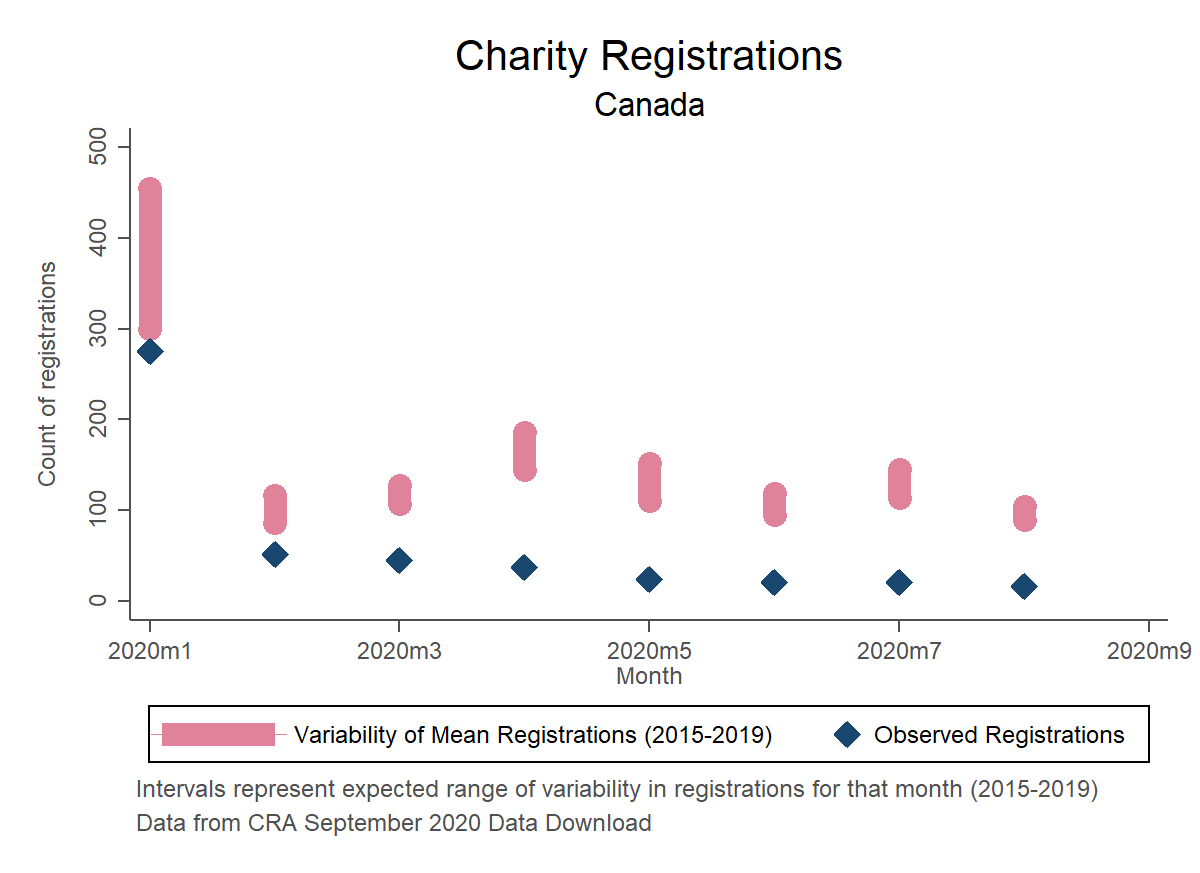 Charity Registrations
Canada
Count of registrations
500
400
300
200
100
0
2020m1 2020m3 2020m5 2020m7 2020m9
Month
Variability of Mean Registrations (2015-2019) Observed Registrations
Intervals represent expected range of variability in registrations for that month (2015-2019)
Data from CRA September 2020 Data Download